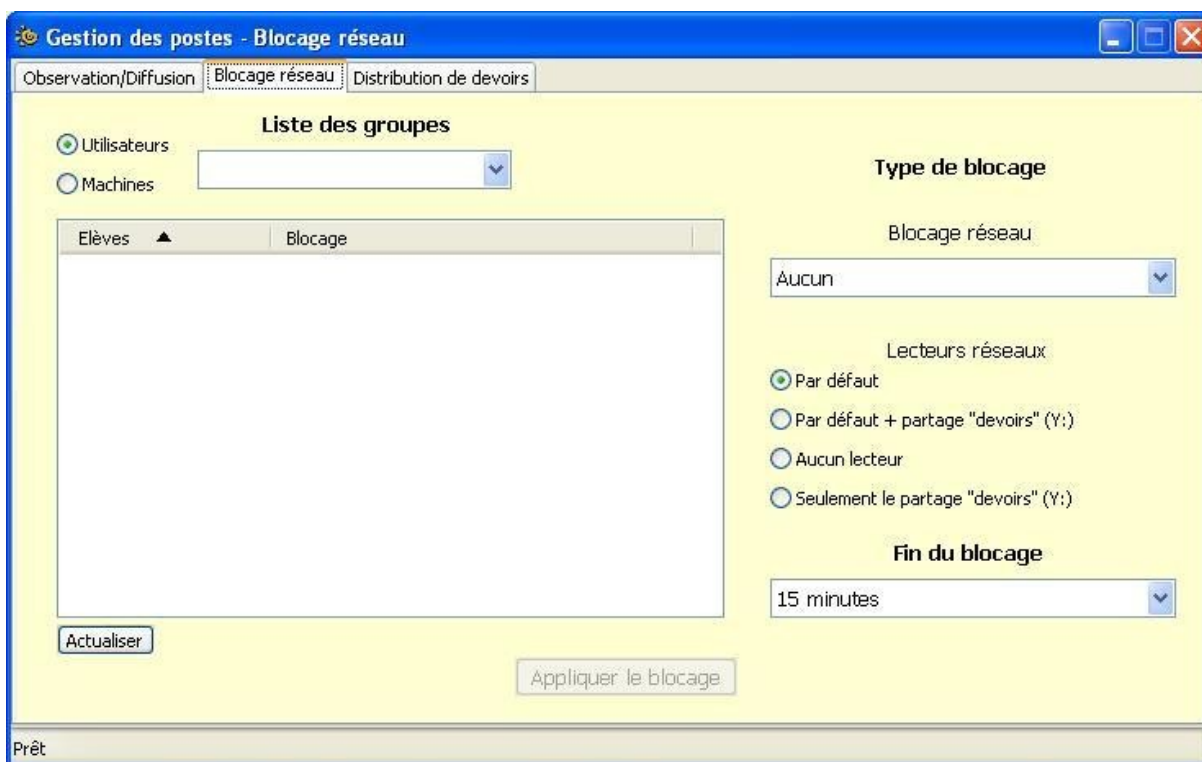 Gestion des postes - Blocage réseau
Observation/Diffusion
Blocage réseau
Distribution de devoirs
Liste des groupes
Utilisateurs
Machines
Elèves
Blocage
Actualiser
Type de blocage
Blocage réseau
Aucun
Lecteurs réseaux
Par défaut
Par défaut + partage "devoirs" (Y:)
Aucun lecteur
Seulement le partage "devoirs" (Y:)
Fin du blocage
15 minutes
Appliquer le blocage
Prêt